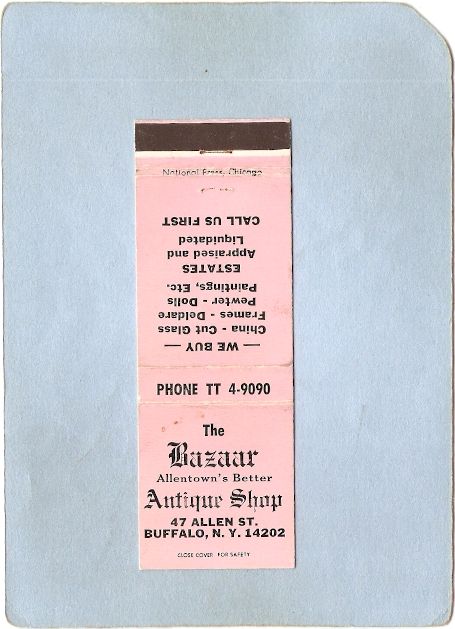 National Press, Chicago
— WE BUY —
China - Cut Glass
Frames - Deldare
Pewter - Dolls
Paintings, Etc.
ESTATES
Appraised and
Liquidated
CALL US FIRST
PHONE TT 4-9090
The
Bazaar
Allentown's Better
Antique Shop
47 ALLEN ST.
BUFFALO, N. Y. 14202
CLOSE COVER FOR SAFETY